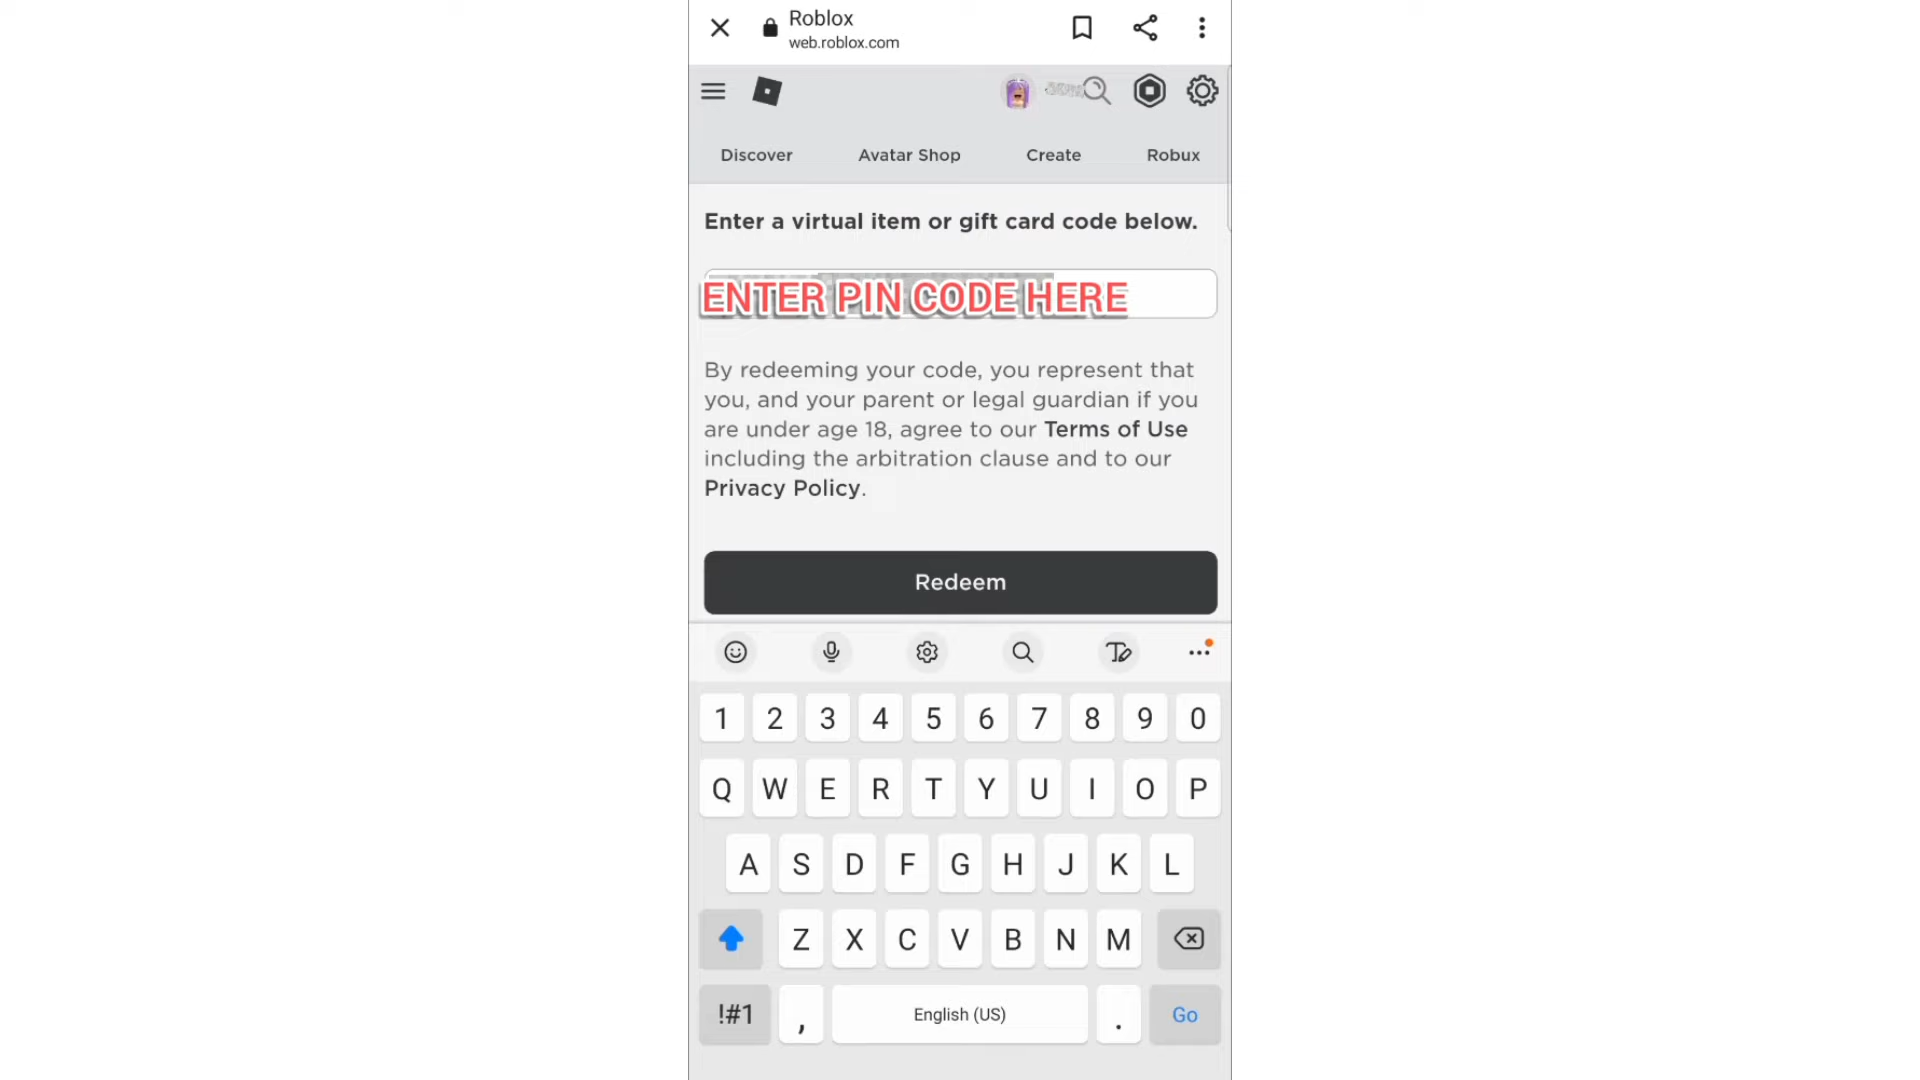 Roblox
web.roblox.com
Discover Avatar Shop Create Robux
Enter a virtual item or gift card code below.
ENTER PIN CODE HERE
By redeeming your code, you represent that
you, and your parent or legal guardian if you
are under age 18, agree to our Terms of Use
including the arbitration clause and to our
Privacy Policy.
Redeem
1 2 3 4 5 6 7 8 9 0
Q W E R T Y U I O P
A S D F G H J K L
Z X C V B N M
!#1 , English (US) . Go